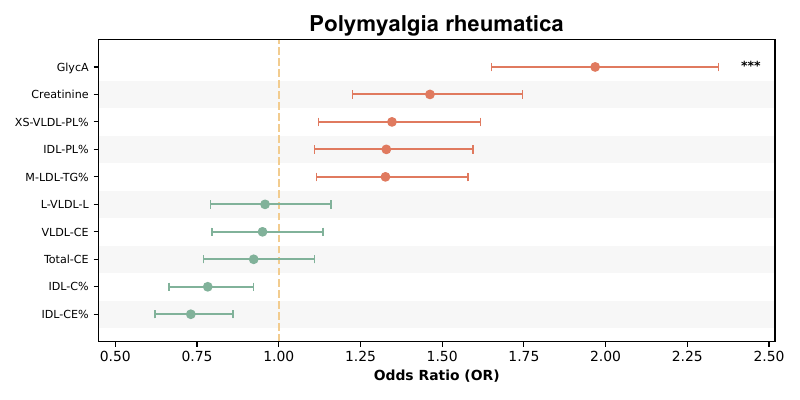 Polymyalgia rheumatica
GlycA
***
Creatinine
XS-VLDL-PL%
IDL-PL%
M-LDL-TG%
L-VLDL-L
VLDL-CE
Total-CE
IDL-C%
IDL-CE%
0.50 0.75 1.00 1.25 1.50 1.75 2.00 2.25 2.50
Odds Ratio (OR)